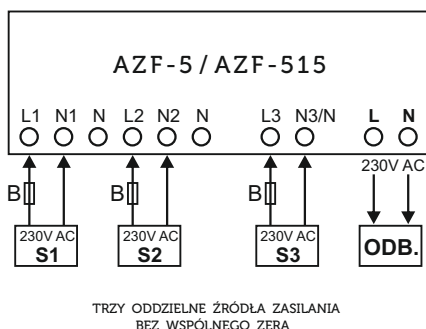 AZF-5 / AZF-515
L1 N1 N L2 N2 N L3 N3/N L N
230V AC
B B B
230V AC 230V AC 230V AC
S1 S2 S3 ODB.
TRZY ODDZIELNE ŹRÓDŁA ZASILANIA
BEZ WSPÓLNEGO ZERA